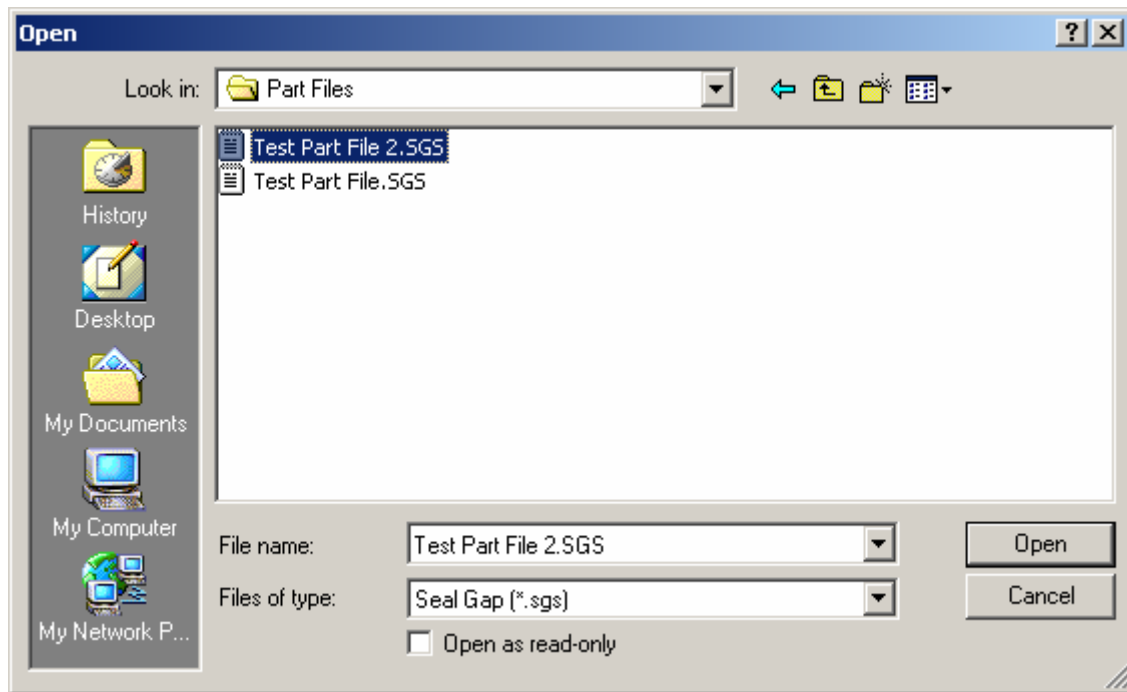 Open
Look in: Part Files
Test Part File 2.SGS
Test Part File.SGS
History
Desktop
My Documents
My Computer
My Network P...
File name: Test Part File 2.SGS Open
Files of type: Seal Gap (*.sgs) Cancel
Open as read-only